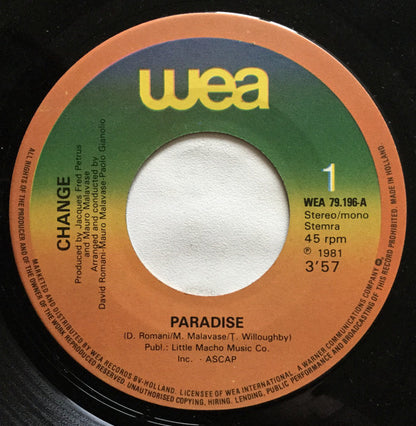 wea
1
WEA 79.196-A
Stereo/mono
Stemra
45 rpm
℗ 1981
3'57
CHANGE
Produced by Jacques Fred Petrus
and Mauro Malavase
Arranged and conducted by
David Romani-Mauro Malavase-Paolo Gianolio
PARADISE
(D. Romani/M. Malavase/T. Willoughby)
Publ.: Little Macho Music Co.
Inc. - ASCAP
ALL RIGHTS OF THE PRODUCER AND OF THE OWNER OF THE WORK REPRODUCED RESERVED UNAUTHORISED COPYING, HIRING, LENDING, PUBLIC PERFORMANCE AND BROADCASTING OF THIS RECORD PROHIBITED. MADE IN HOLLAND.
MARKETED AND DISTRIBUTED BY WEA RECORDS BV-HOLLAND. LICENSEE OF WEA INTERNATIONAL. A WARNER COMMUNICATIONS COMPANY